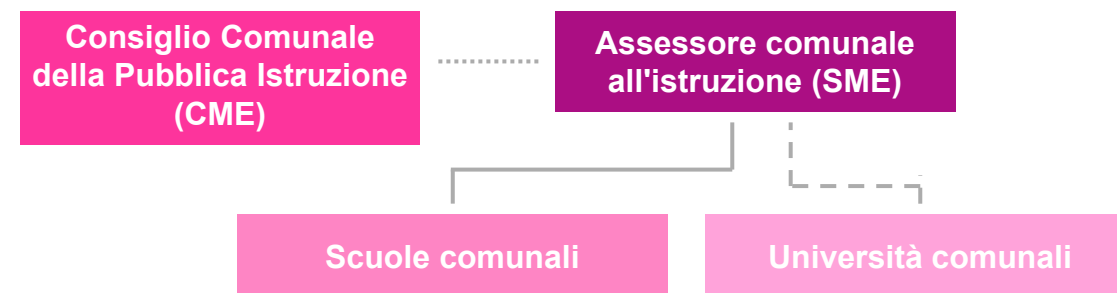 Consiglio Comunale
della Pubblica Istruzione
(CME)
Assessore comunale
all'istruzione (SME)
Scuole comunali
Università comunali